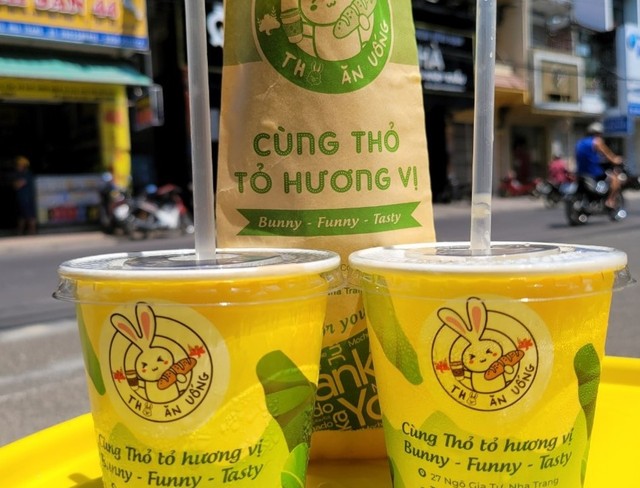 THỎ ĂN UỐNG
CÙNG THỎ
TỎ HƯƠNG VỊ
Bunny - Funny - Tasty
THỎ ĂN UỐNG
Cùng Thỏ tỏ hương vị
Bunny - Funny - Tasty
THỎ ĂN UỐNG
Cùng Thỏ tỏ hương vị
Bunny - Funny - Tasty
27 Ngô Gia Tự, Nha Trang